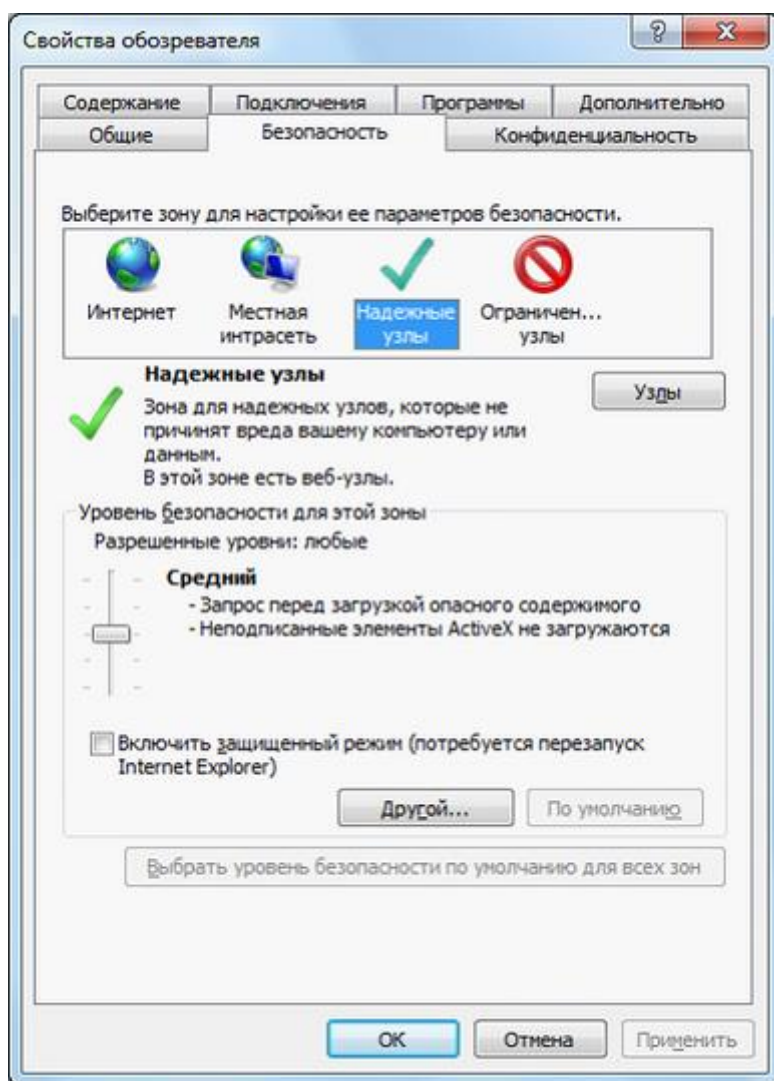 Свойства обозревателя
Содержание Подключения Программы Дополнительно
Общие Безопасность Конфиденциальность
Выберите зону для настройки ее параметров безопасности.
Интернет Местная интрасеть Надежные узлы Ограничен... узлы
Надежные узлы
Узлы
Зона для надежных узлов, которые не
причинят вреда вашему компьютеру или
данным.
В этой зоне есть веб-узлы.
Уровень безопасности для этой зоны
Разрешенные уровни: любые
Средний
- Запрос перед загрузкой опасного содержимого
- Неподписанные элементы ActiveX не загружаются
Включить защищенный режим (потребуется перезапуск
Internet Explorer)
Другой... По умолчанию
Выбрать уровень безопасности по умолчанию для всех зон
ОК Отмена Применить